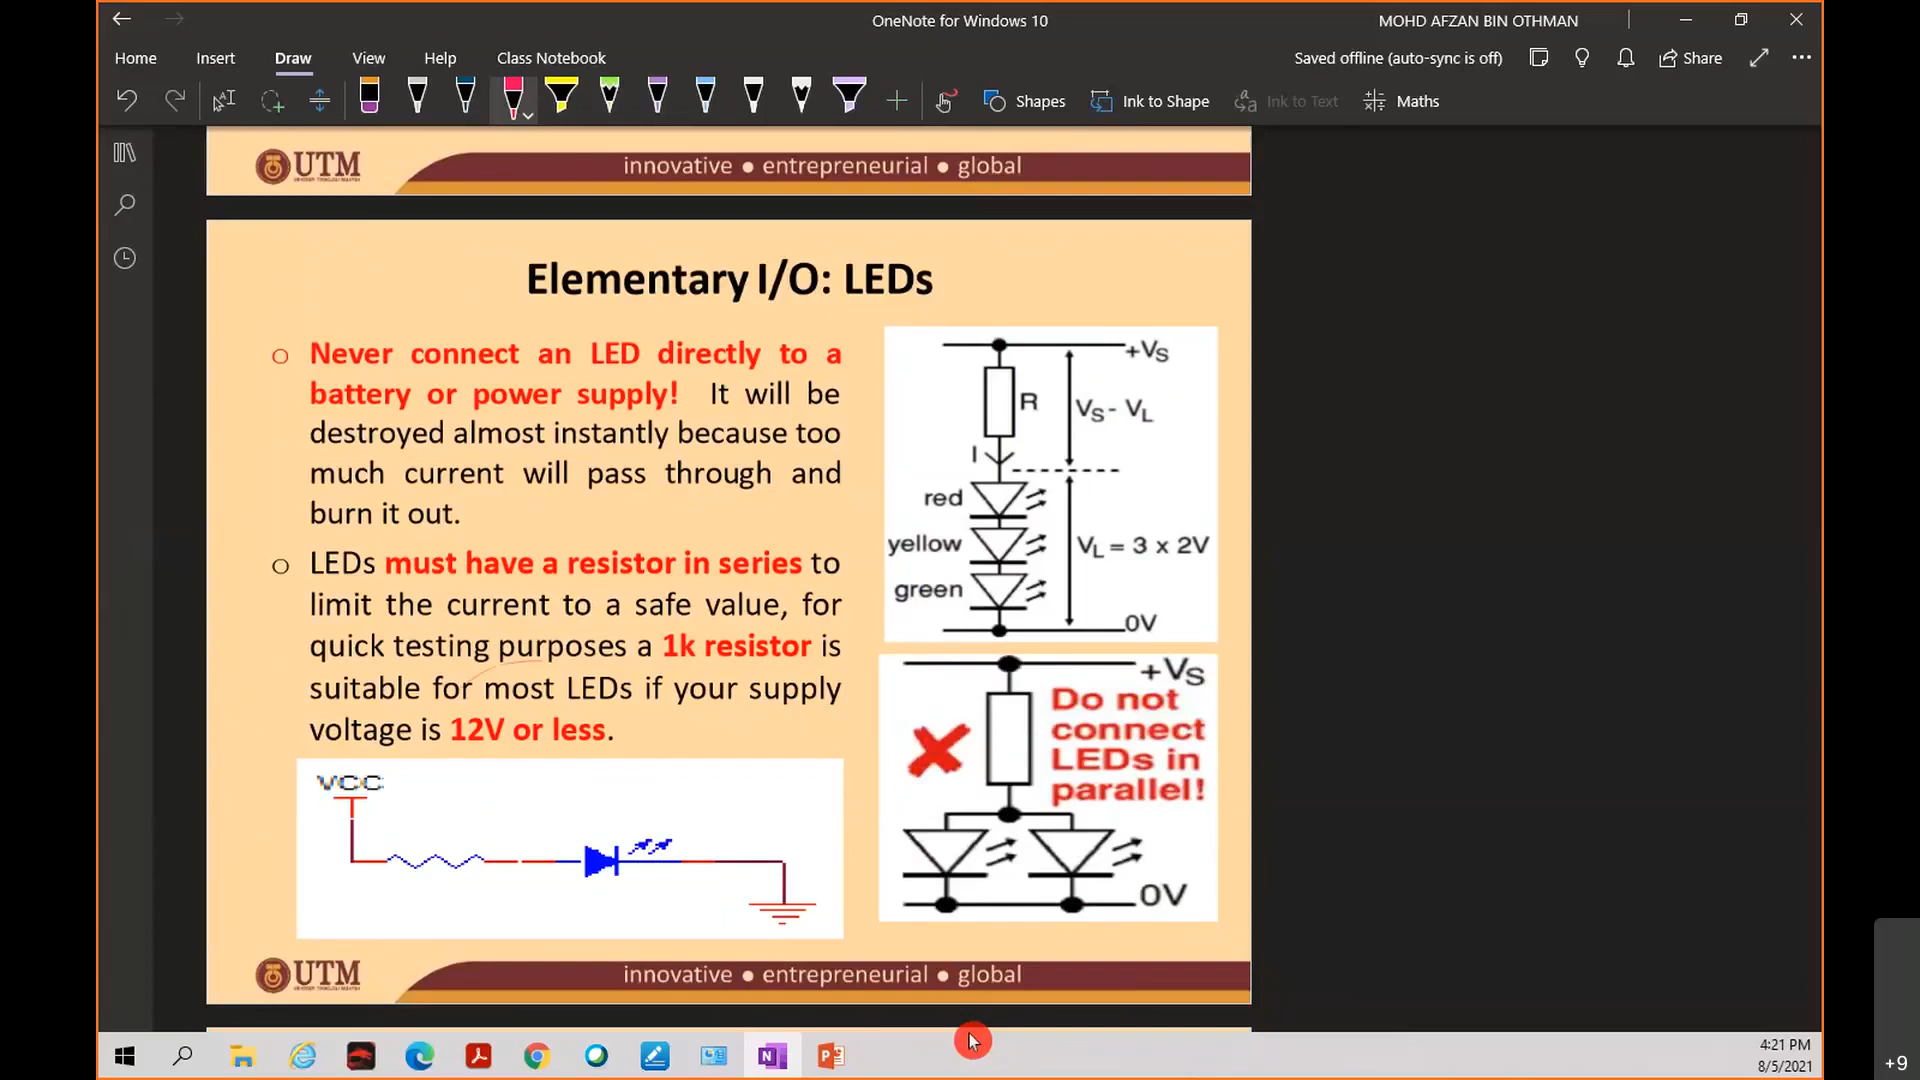 OneNote for Windows 10
MOHD AFZAN BIN OTHMAN
Home Insert Draw View Help Class Notebook
Saved offline (auto-sync is off)
Share
Shapes
Ink to Shape
Ink to Text
Maths
UTM
innovative ● entrepreneurial ● global
Elementary I/O: LEDs
Never connect an LED directly to a
battery or power supply! It will be
destroyed almost instantly because too
much current will pass through and
burn it out.
LEDs must have a resistor in series to
limit the current to a safe value, for
quick testing purposes a 1k resistor is
suitable for most LEDs if your supply
voltage is 12V or less.
VCC
+VS
R
VS - VL
I
red
yellow
VL = 3 x 2V
green
0V
+VS
Do not
connect
LEDs in
parallel!
0V
UTM
innovative ● entrepreneurial ● global
4:21 PM
8/5/2021
+9